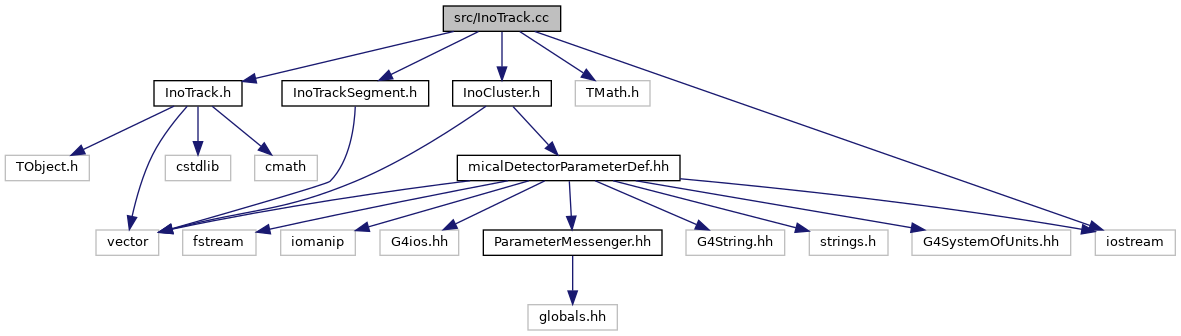 src/InoTrack.cc
InoTrack.h
InoTrackSegment.h
InoCluster.h
TMath.h
TObject.h
cstdlib
cmath
micalDetectorParameterDef.hh
vector
fstream
iomanip
G4ios.hh
ParameterMessenger.hh
G4String.hh
strings.h
G4SystemOfUnits.hh
iostream
globals.hh